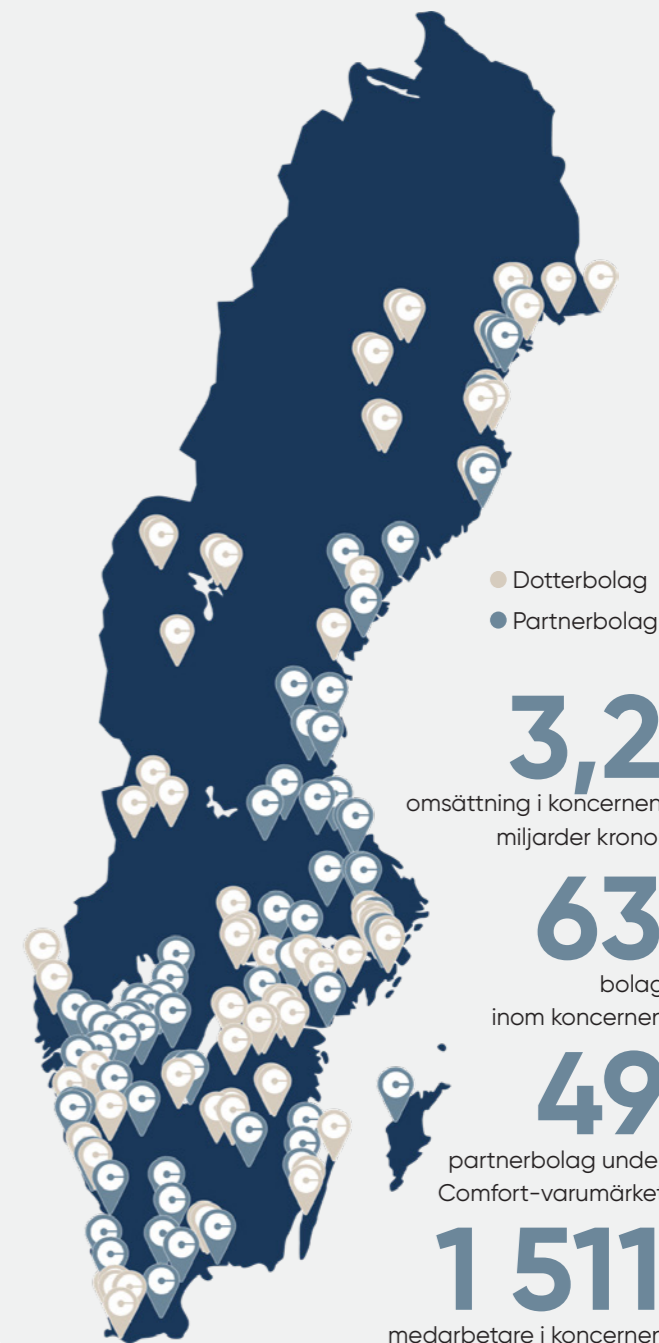 Dotterbolag
Partnerbolag
3,2
omsättning i koncernen
miljarder krono
63
bolag
inom koncernen
49
partnerbolag unde
Comfort-varumärket
1 511
medarbetare i koncernen